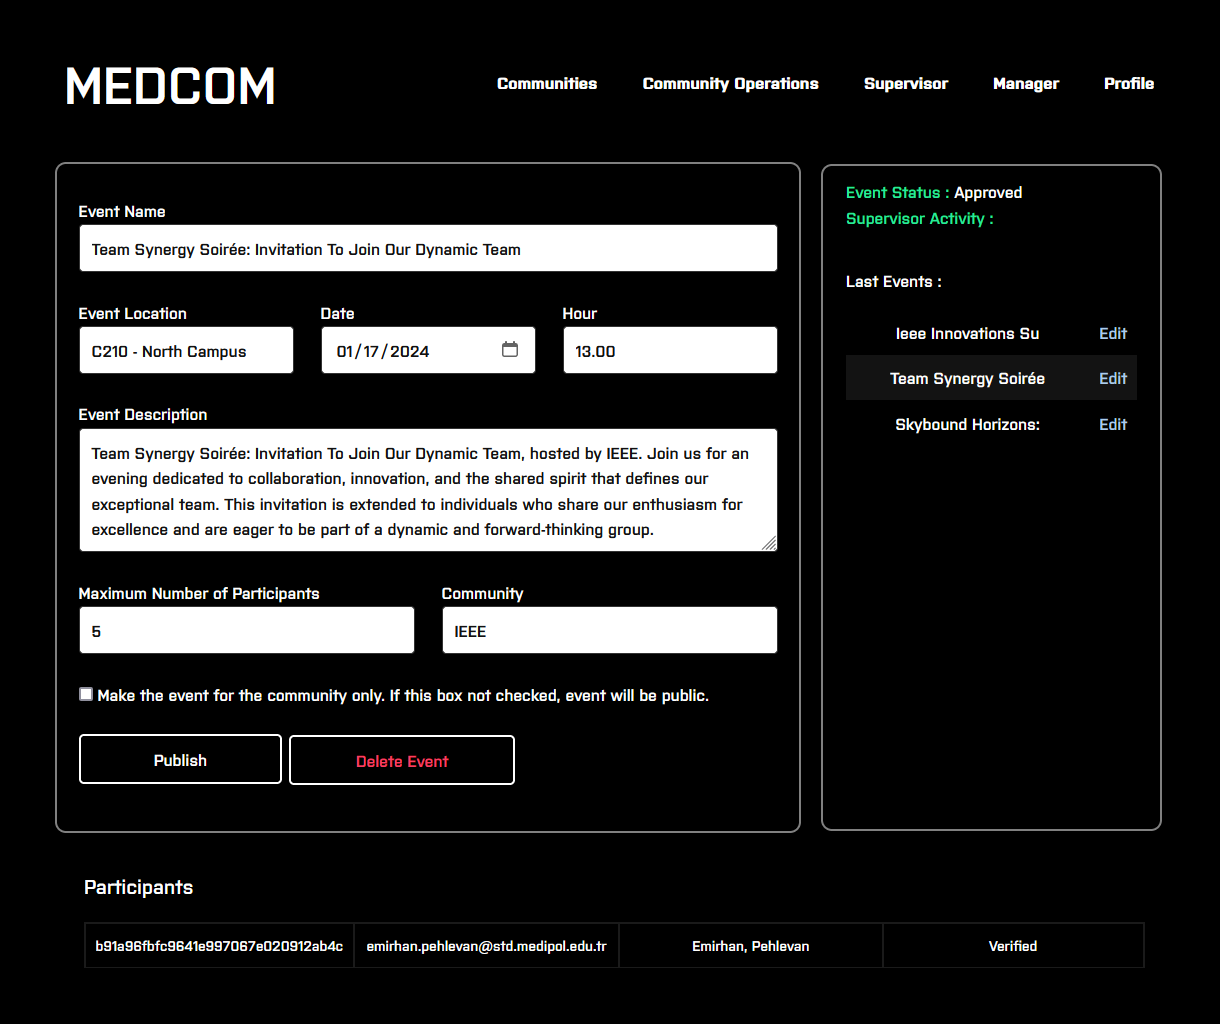 MEDCOM
Communities
Community Operations
Supervisor
Manager
Profile
Event Name
Team Synergy Soirée: Invitation To Join Our Dynamic Team
Event Location
Date
Hour
C210 - North Campus
01/17/2024
13.00
Event Description
Team Synergy Soirée: Invitation To Join Our Dynamic Team, hosted by IEEE. Join us for an
evening dedicated to collaboration, innovation, and the shared spirit that defines our
exceptional team. This invitation is extended to individuals who share our enthusiasm for
excellence and are eager to be part of a dynamic and forward-thinking group.
Maximum Number of Participants
Community
5
IEEE
Make the event for the community only. If this box not checked, event will be public.
Publish
Delete Event
Event Status : Approved
Supervisor Activity :
Last Events :
Ieee Innovations Su
Edit
Team Synergy Soirée
Edit
Skybound Horizons:
Edit
Participants
b91a96fbfc9641e997067e020912ab4c
emirhan.pehlevan@std.medipol.edu.tr
Emirhan, Pehlevan
Verified